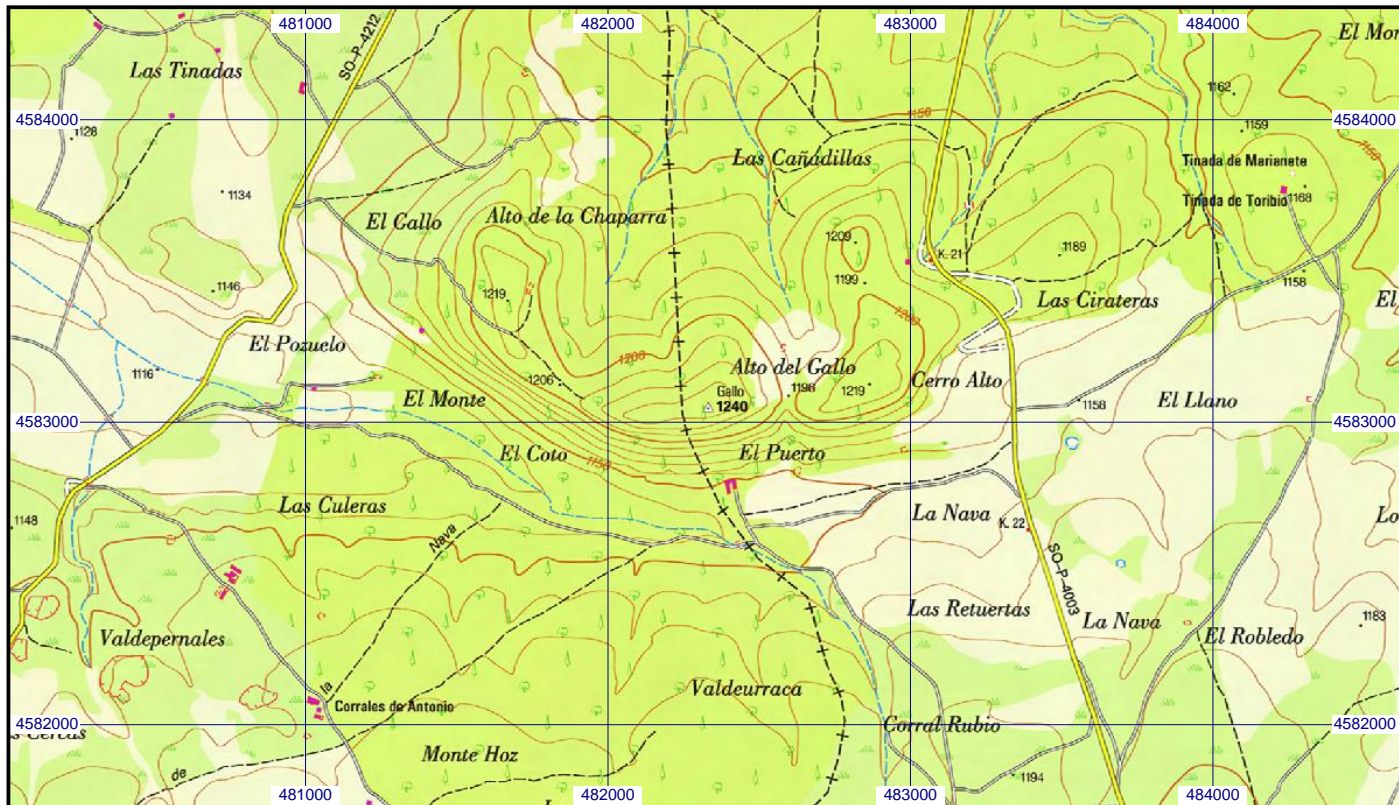 481000
482000
483000
484000
El Mor
Las Tinadas
SO-P-4212
1162
4584000
4584000
1128
1150
1159
1150
Las Cañadillas
Tinada de Marianete
1134
El Gallo
Alto de la Chaparra
Tinada de Toribio
1168
1209
K. 21
1189
1199
1158
1146
1219
Las Cirateras
El
1200
El Pozuelo
1200
1116
1206
Alto del Gallo
Gallo
1240
1196
1219
Cerro Alto
El Monte
1158
El Llano
4583000
4583000
El Coto
1150
El Puerto
Las Culeras
1148
Nava
La Nava
K. 22
Lo
SO-P-4003
Las Retuertas
La Nava
1183
Valdepernales
El Robledo
la
Valdeurraca
Corrales de Antonio
4582000
4582000
s Cercas
Corral Rubio
Monte Hoz
de
1194
481000
482000
483000
484000